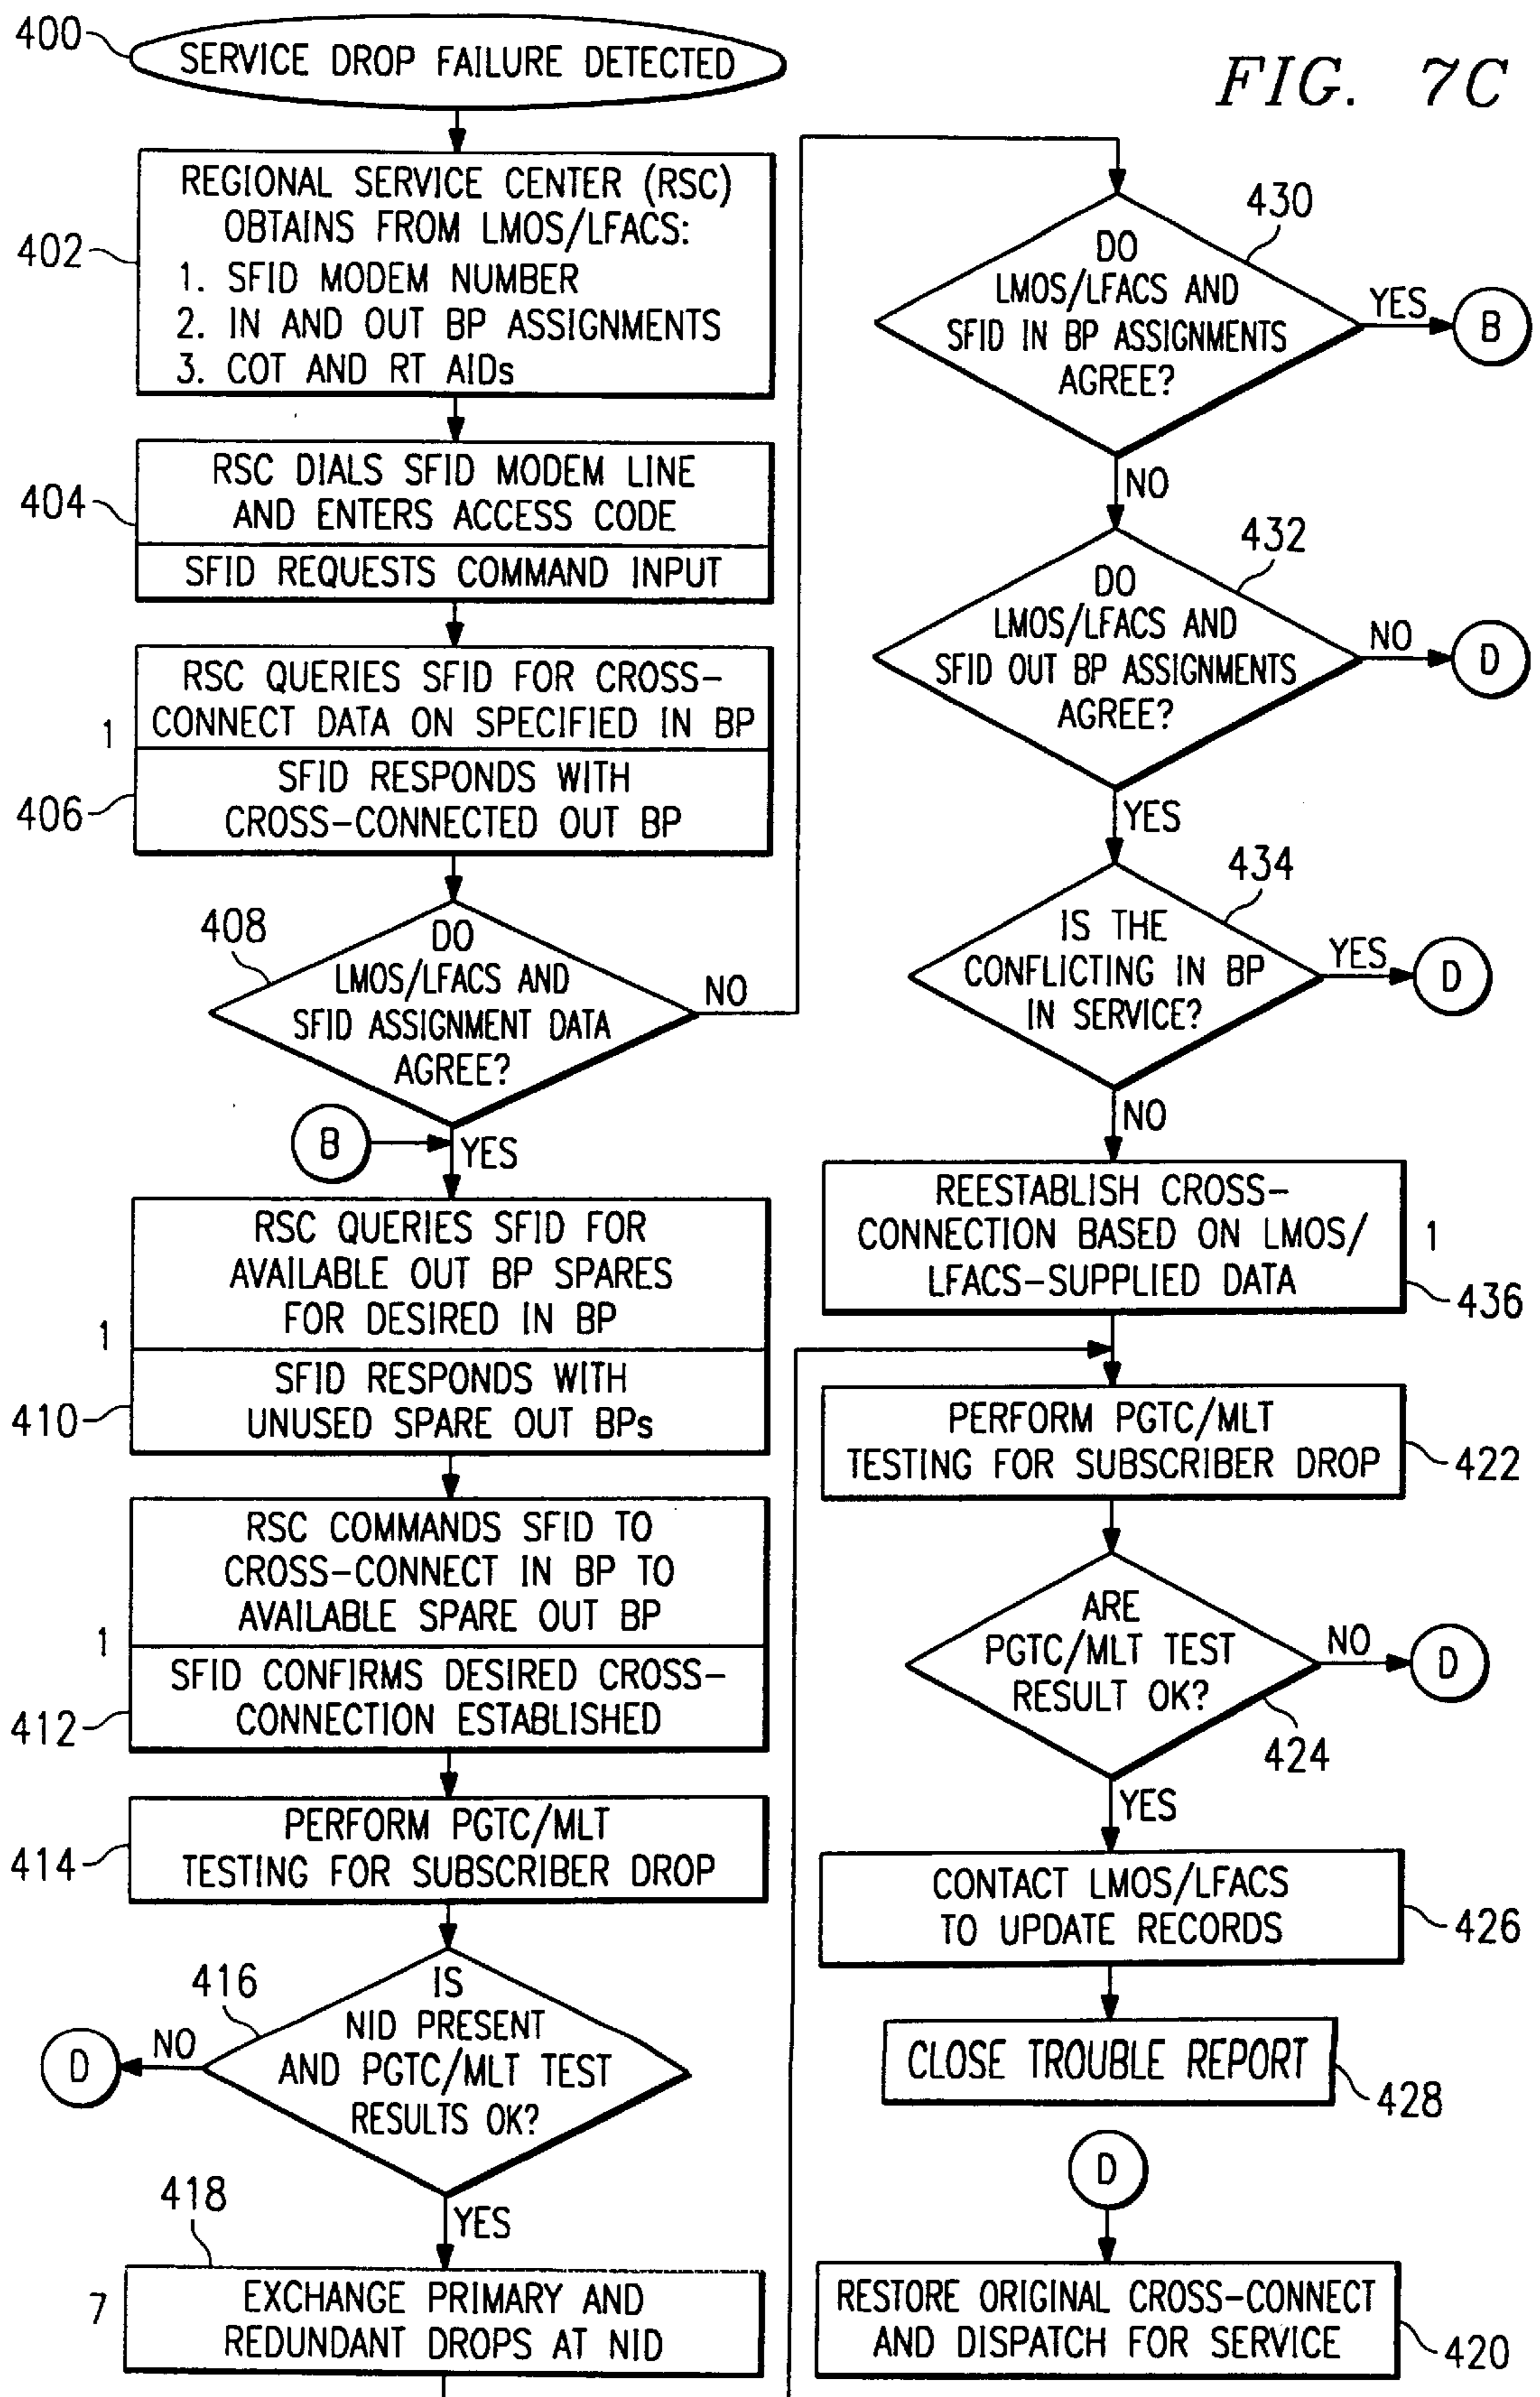 FIG. 7C
400
SERVICE DROP FAILURE DETECTED
402
REGIONAL SERVICE CENTER (RSC)
OBTAINS FROM LMOS/LFACS:
1. SFID MODEM NUMBER
2. IN AND OUT BP ASSIGNMENTS
3. COT AND RT AIDs
404
RSC DIALS SFID MODEM LINE
AND ENTERS ACCESS CODE
SFID REQUESTS COMMAND INPUT
RSC QUERIES SFID FOR CROSS-
CONNECT DATA ON SPECIFIED IN BP
1
SFID RESPONDS WITH
CROSS-CONNECTED OUT BP
406
408
DO
LMOS/LFACS AND
SFID ASSIGNMENT DATA
AGREE?
NO
B
YES
RSC QUERIES SFID FOR
AVAILABLE OUT BP SPARES
FOR DESIRED IN BP
1
SFID RESPONDS WITH
UNUSED SPARE OUT BPs
410
RSC COMMANDS SFID TO
CROSS-CONNECT IN BP TO
AVAILABLE SPARE OUT BP
1
SFID CONFIRMS DESIRED CROSS-
CONNECTION ESTABLISHED
412
PERFORM PGTC/MLT
TESTING FOR SUBSCRIBER DROP
414
416
IS
NID PRESENT
AND PGTC/MLT TEST
RESULTS OK?
NO
D
YES
418
7
EXCHANGE PRIMARY AND
REDUNDANT DROPS AT NID
430
DO
LMOS/LFACS AND
SFID IN BP ASSIGNMENTS
AGREE?
YES
B
NO
432
DO
LMOS/LFACS AND
SFID OUT BP ASSIGNMENTS
AGREE?
NO
D
YES
434
IS THE
CONFLICTING IN BP
IN SERVICE?
YES
D
NO
REESTABLISH CROSS-
CONNECTION BASED ON LMOS/
LFACS-SUPPLIED DATA
1
436
PERFORM PGTC/MLT
TESTING FOR SUBSCRIBER DROP
422
ARE
PGTC/MLT TEST
RESULT OK?
NO
D
424
YES
CONTACT LMOS/LFACS
TO UPDATE RECORDS
426
CLOSE TROUBLE REPORT
428
D
RESTORE ORIGINAL CROSS-CONNECT
AND DISPATCH FOR SERVICE
420